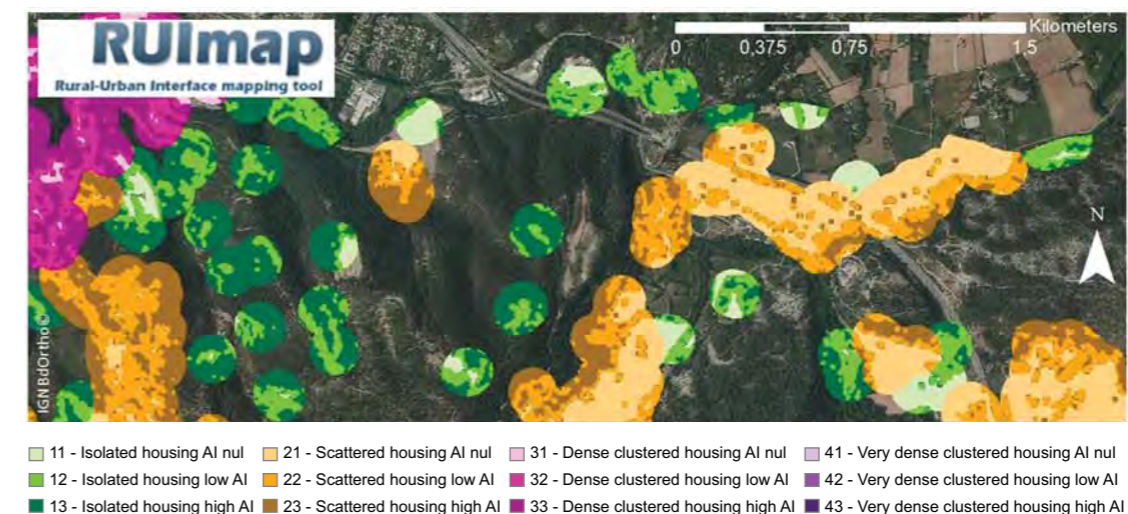 RUImap
Rural-Urban Interface mapping tool
Kilometers
0 0,375 0,75 1,5
N
IGN BdOrtho©
11 - Isolated housing AI nul 21 - Scattered housing AI nul 31 - Dense clustered housing AI nul 41 - Very dense clustered housing AI nul
12 - Isolated housing low AI 22 - Scattered housing low AI 32 - Dense clustered housing low AI 42 - Very dense clustered housing low AI
13 - Isolated housing high AI 23 - Scattered housing high AI 33 - Dense clustered housing high AI 43 - Very dense clustered housing high AI